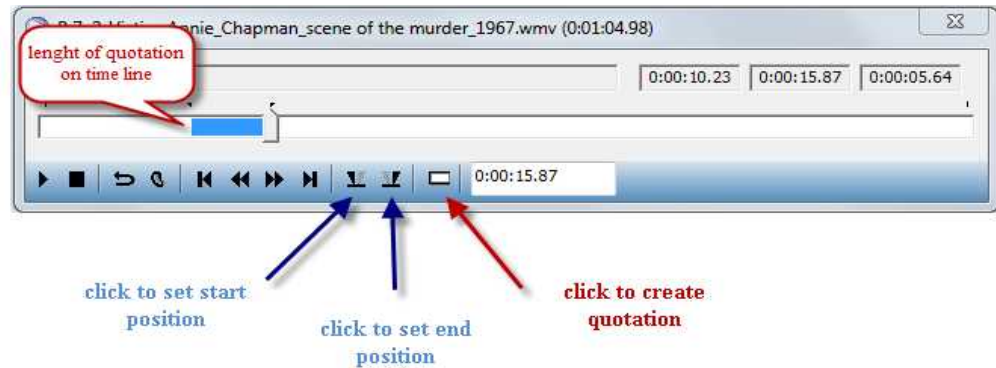 Annie_Chapman_scene of the murder_1967.wmv (0:01:04.98)
lenght of quotation
on time line
0:00:10.23 0:00:15.87 0:00:05.64
0:00:15.87
click to set start
position
click to set end
position
click to create
quotation